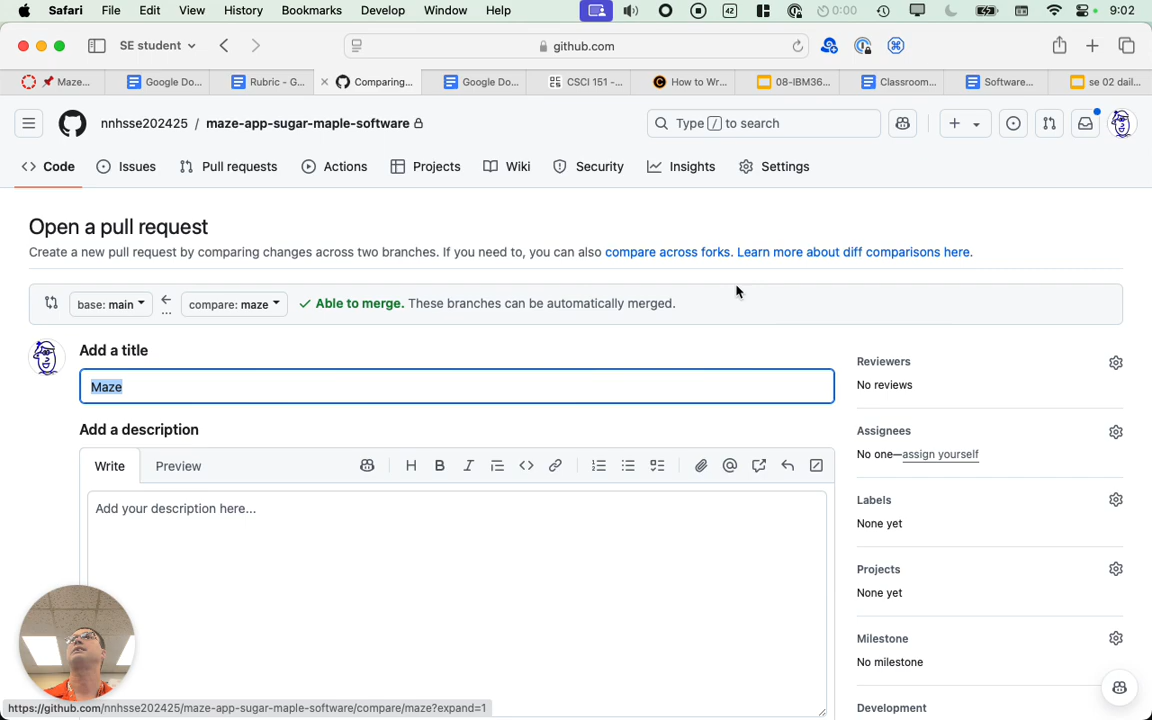 Safari File Edit View History Bookmarks Develop Window Help 42 0:00 9:02
SE student github.com
Maze... Google Do... Rubric - G... Comparing... Google Do... CSCI 151 -... How to Wr... 08-IBM36... Classroom... Software... se 02 dail...
nnhsse202425 / maze-app-sugar-maple-software Type / to search
Code Issues Pull requests Actions Projects Wiki Security Insights Settings
Open a pull request
Create a new pull request by comparing changes across two branches. If you need to, you can also compare across forks. Learn more about diff comparisons here.
base: main ... compare: maze Able to merge. These branches can be automatically merged.
Add a title
Maze
Add a description
Write Preview
Add your description here...
Reviewers
No reviews
Assignees
No one—assign yourself
Labels
None yet
Projects
None yet
Milestone
No milestone
Development
https://github.com/nnhsse202425/maze-app-sugar-maple-software/compare/maze?expand=1